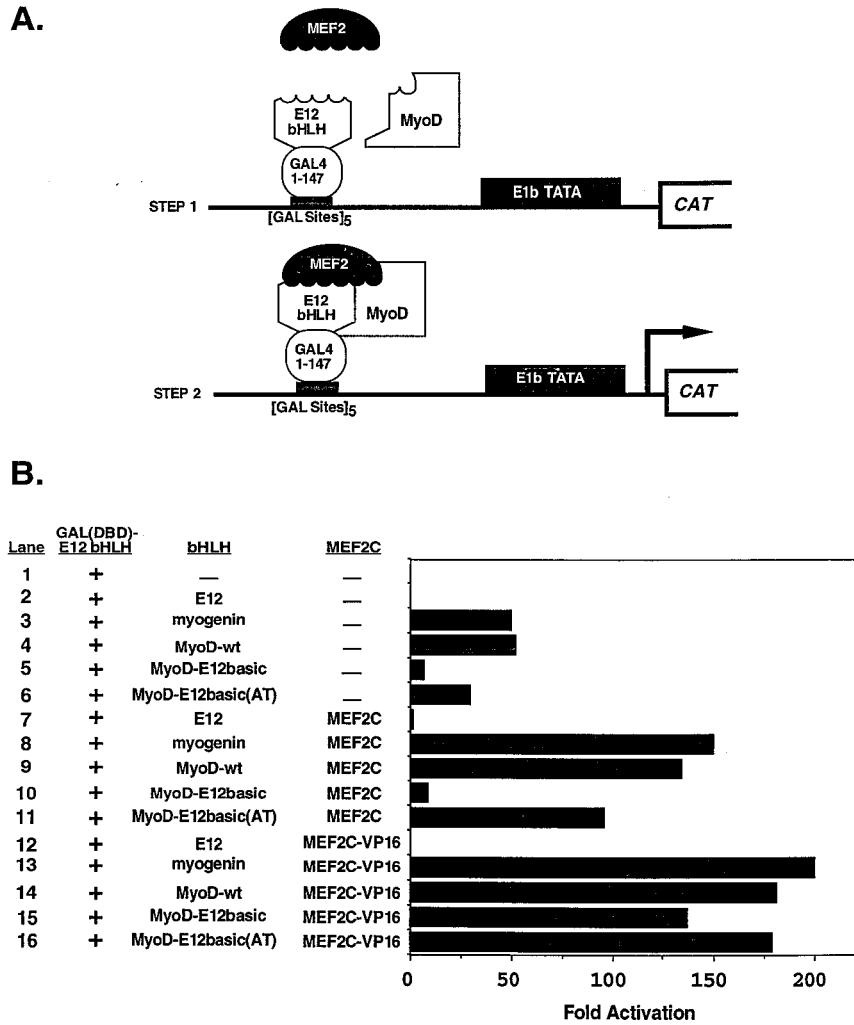 A.
MEF2
E12
bHLH
MyoD
GAL4
1-147
E1b TATA
CAT
STEP 1
[GAL Sites]5
MEF2
E12
bHLH
MyoD
GAL4
1-147
E1b TATA
CAT
STEP 2
[GAL Sites]5
B.
Lane GAL(DBD)-E12 bHLH bHLH MEF2C
1 + — —
2 + E12 —
3 + myogenin —
4 + MyoD-wt —
5 + MyoD-E12basic —
6 + MyoD-E12basic(AT) —
7 + E12 MEF2C
8 + myogenin MEF2C
9 + MyoD-wt MEF2C
10 + MyoD-E12basic MEF2C
11 + MyoD-E12basic(AT) MEF2C
12 + E12 MEF2C-VP16
13 + myogenin MEF2C-VP16
14 + MyoD-wt MEF2C-VP16
15 + MyoD-E12basic MEF2C-VP16
16 + MyoD-E12basic(AT) MEF2C-VP16
0 50 100 150 200
Fold Activation